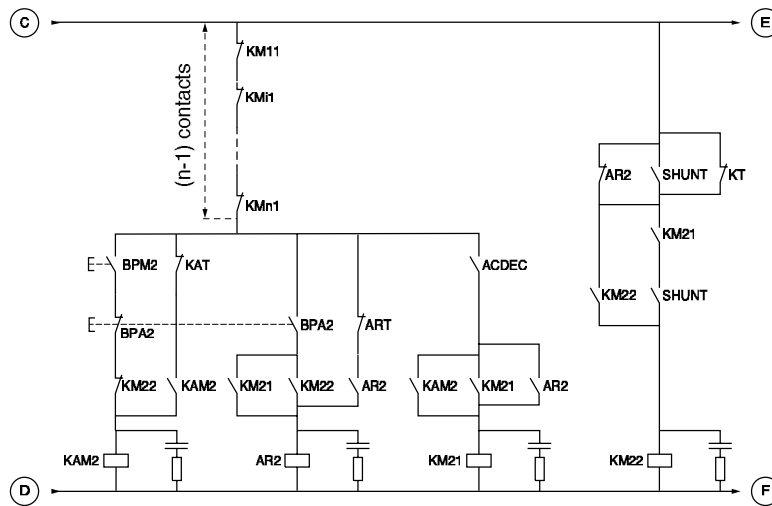 C
E
KM11
KMi1
(n-1) contacts
AR2
SHUNT
KT
KMn1
KM21
BPM2
KAT
ACDEC
KM22
SHUNT
BPA2
BPA2
ART
KM22
KAM2
KM21
KM22
AR2
KAM2
KM21
AR2
KAM2
AR2
KM21
KM22
D
F